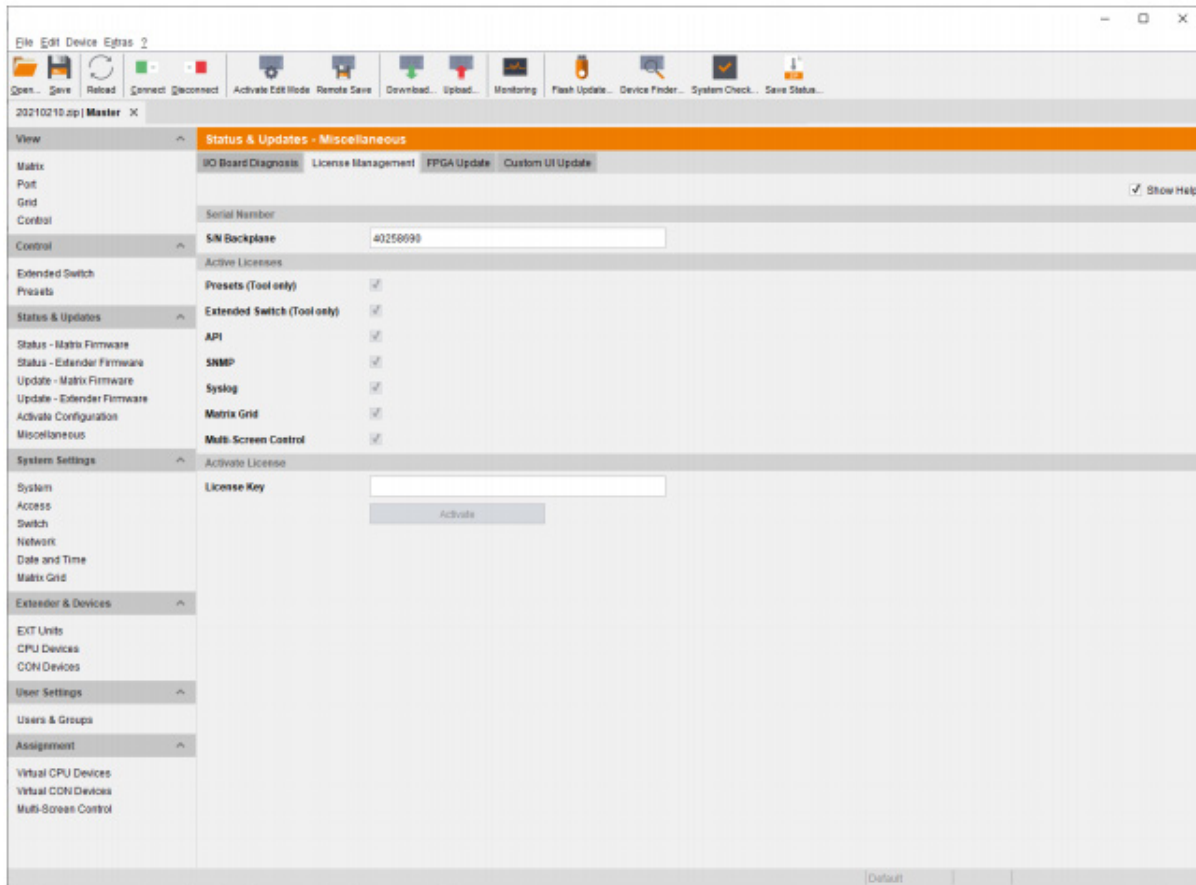 File Edit Device Extras ?
Open... Save Reload Connect Disconnect Activate Edit Mode Remote Save Download... Upload... Monitoring Flash Update... Device Finder... System Check... Save Status...
20210210.zip | Master X
View
Matrix
Port
Grid
Control
Control
Extended Switch
Presets
Status & Updates
Status - Matrix Firmware
Status - Extender Firmware
Update - Matrix Firmware
Update - Extender Firmware
Activate Configuration
Miscellaneous
System Settings
System
Access
Switch
Network
Date and Time
Matrix Grid
Extender & Devices
EXT Units
CPU Devices
CON Devices
User Settings
Users & Groups
Assignment
Virtual CPU Devices
Virtual CON Devices
Multi-Screen Control
Status & Updates - Miscellaneous
I/O Board Diagnosis License Management FPGA Update Custom UI Update
Show Help
Serial Number
S/N Backplane 40258690
Active Licenses
Presets (Tool only)
Extended Switch (Tool only)
API
SNMP
Syslog
Matrix Grid
Multi-Screen Control
Activate License
License Key
Activate
Default